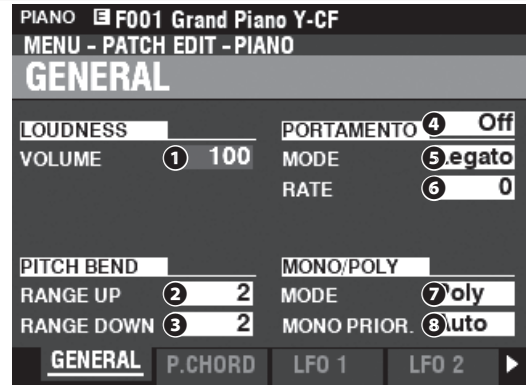 PIANO E F001 Grand Piano Y-CF
MENU - PATCH EDIT - PIANO
GENERAL
LOUDNESS
VOLUME 1 100
PORTAMENTO 4 Off
MODE 5 Legato
RATE 6 0
PITCH BEND
RANGE UP 2 2
RANGE DOWN 3 2
MONO/POLY
MODE 7 Poly
MONO PRIOR. 8 Auto
GENERAL P.CHORD LFO 1 LFO 2